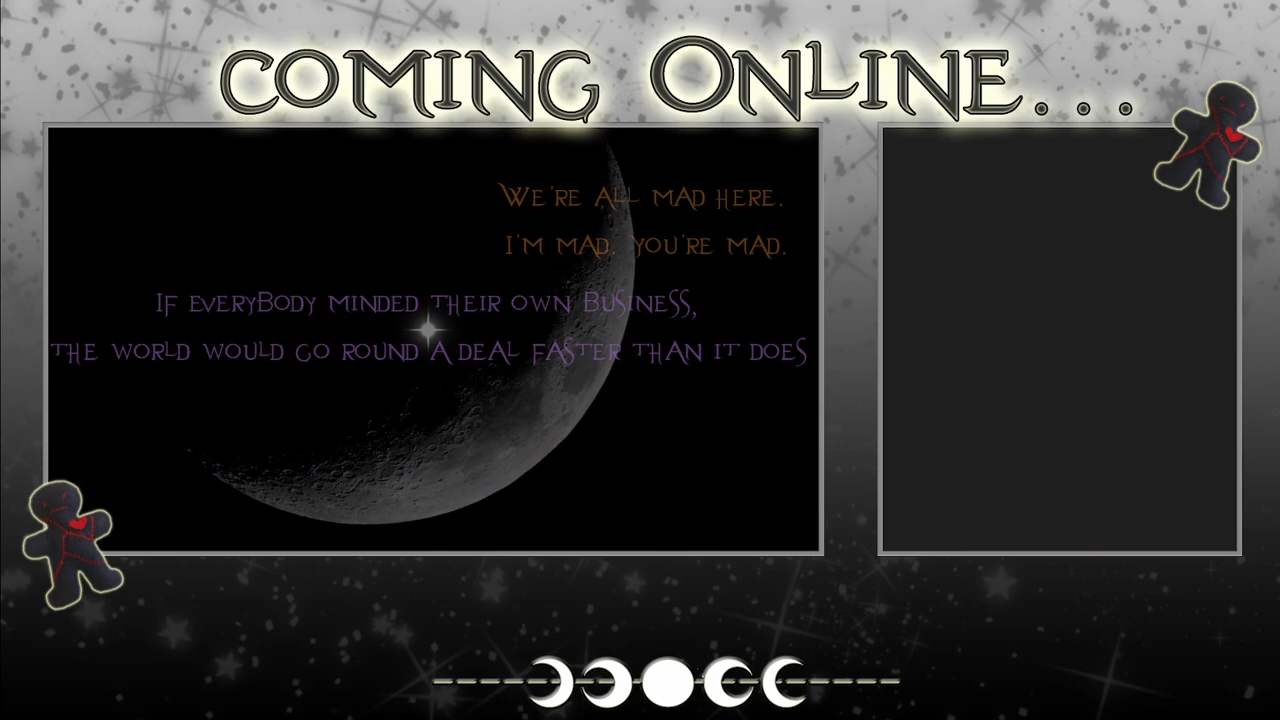 COMING ONLINE...
WE'RE ALL MAD HERE.
I'M MAD. YOU'RE MAD.
IF EVERYBODY MINDED THEIR OWN BUSINESS,
THE WORLD WOULD GO ROUND A DEAL FASTER THAN IT DOES